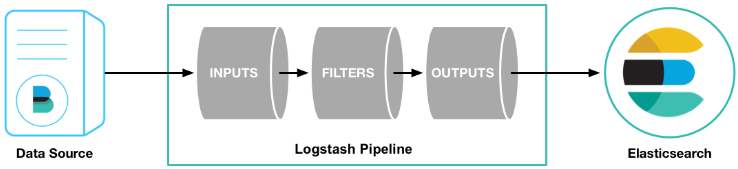 INPUTS
FILTERS
OUTPUTS
Data Source
Logstash Pipeline
Elasticsearch